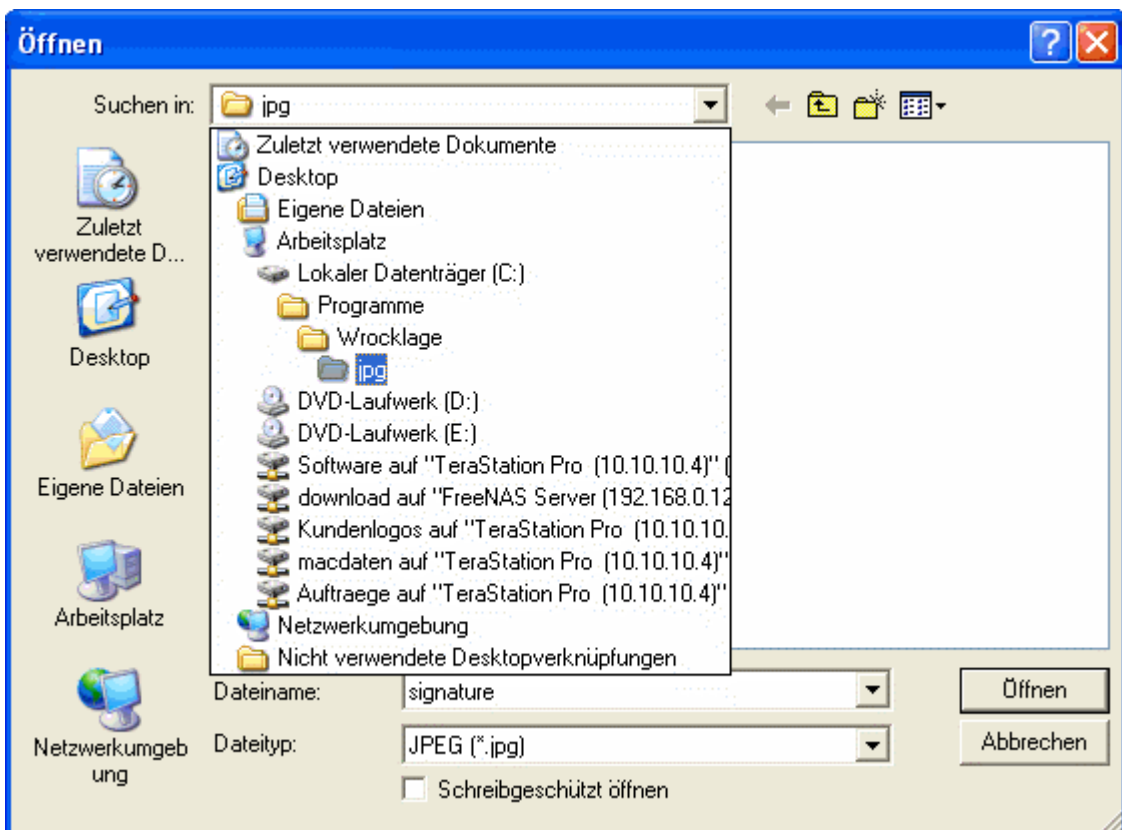 Öffnen
Suchen in:
jpg
Zuletzt
verwendete D...
Desktop
Eigene Dateien
Arbeitsplatz
Netzwerkumgeb
ung
Zuletzt verwendete Dokumente
Desktop
Eigene Dateien
Arbeitsplatz
Lokaler Datenträger (C:)
Programme
Wrocklage
jpg
DVD-Laufwerk (D:)
DVD-Laufwerk (E:)
Software auf "TeraStation Pro (10.10.10.4)" (
download auf "FreeNAS Server (192.168.0.12
Kundenlogos auf "TeraStation Pro (10.10.10.
macdaten auf "TeraStation Pro (10.10.10.4)"
Auftraege auf "TeraStation Pro (10.10.10.4)"
Netzwerkumgebung
Nicht verwendete Desktopverknüpfungen
Dateiname:
signature
Öffnen
Dateityp:
JPEG (*.jpg)
Abbrechen
Schreibgeschützt öffnen